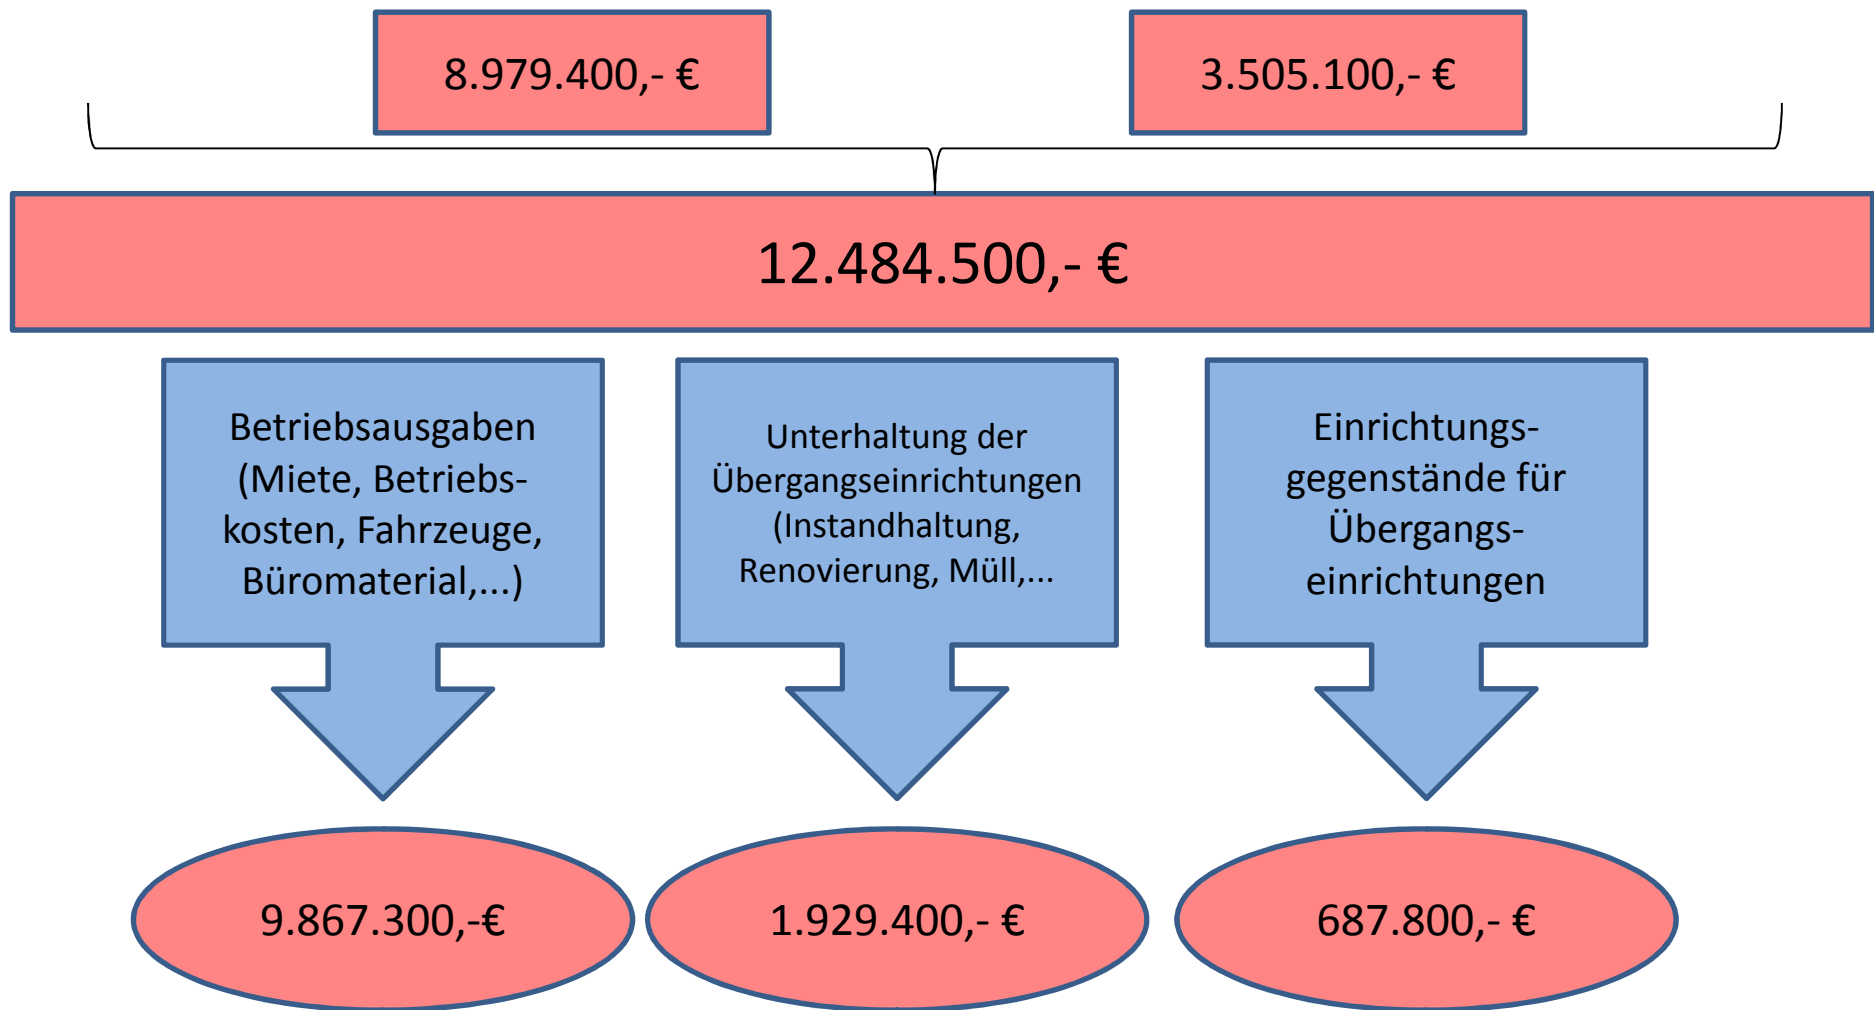 8.979.400,- €
3.505.100,- €
12.484.500,- €
Betriebsausgaben
(Miete, Betriebs-
kosten, Fahrzeuge,
Büromaterial,...)
Unterhaltung der
Übergangseinrichtungen
(Instandhaltung,
Renovierung, Müll,...
Einrichtungs-
gegenstände für
Übergangs-
einrichtungen
9.867.300,-€
1.929.400,- €
687.800,- €